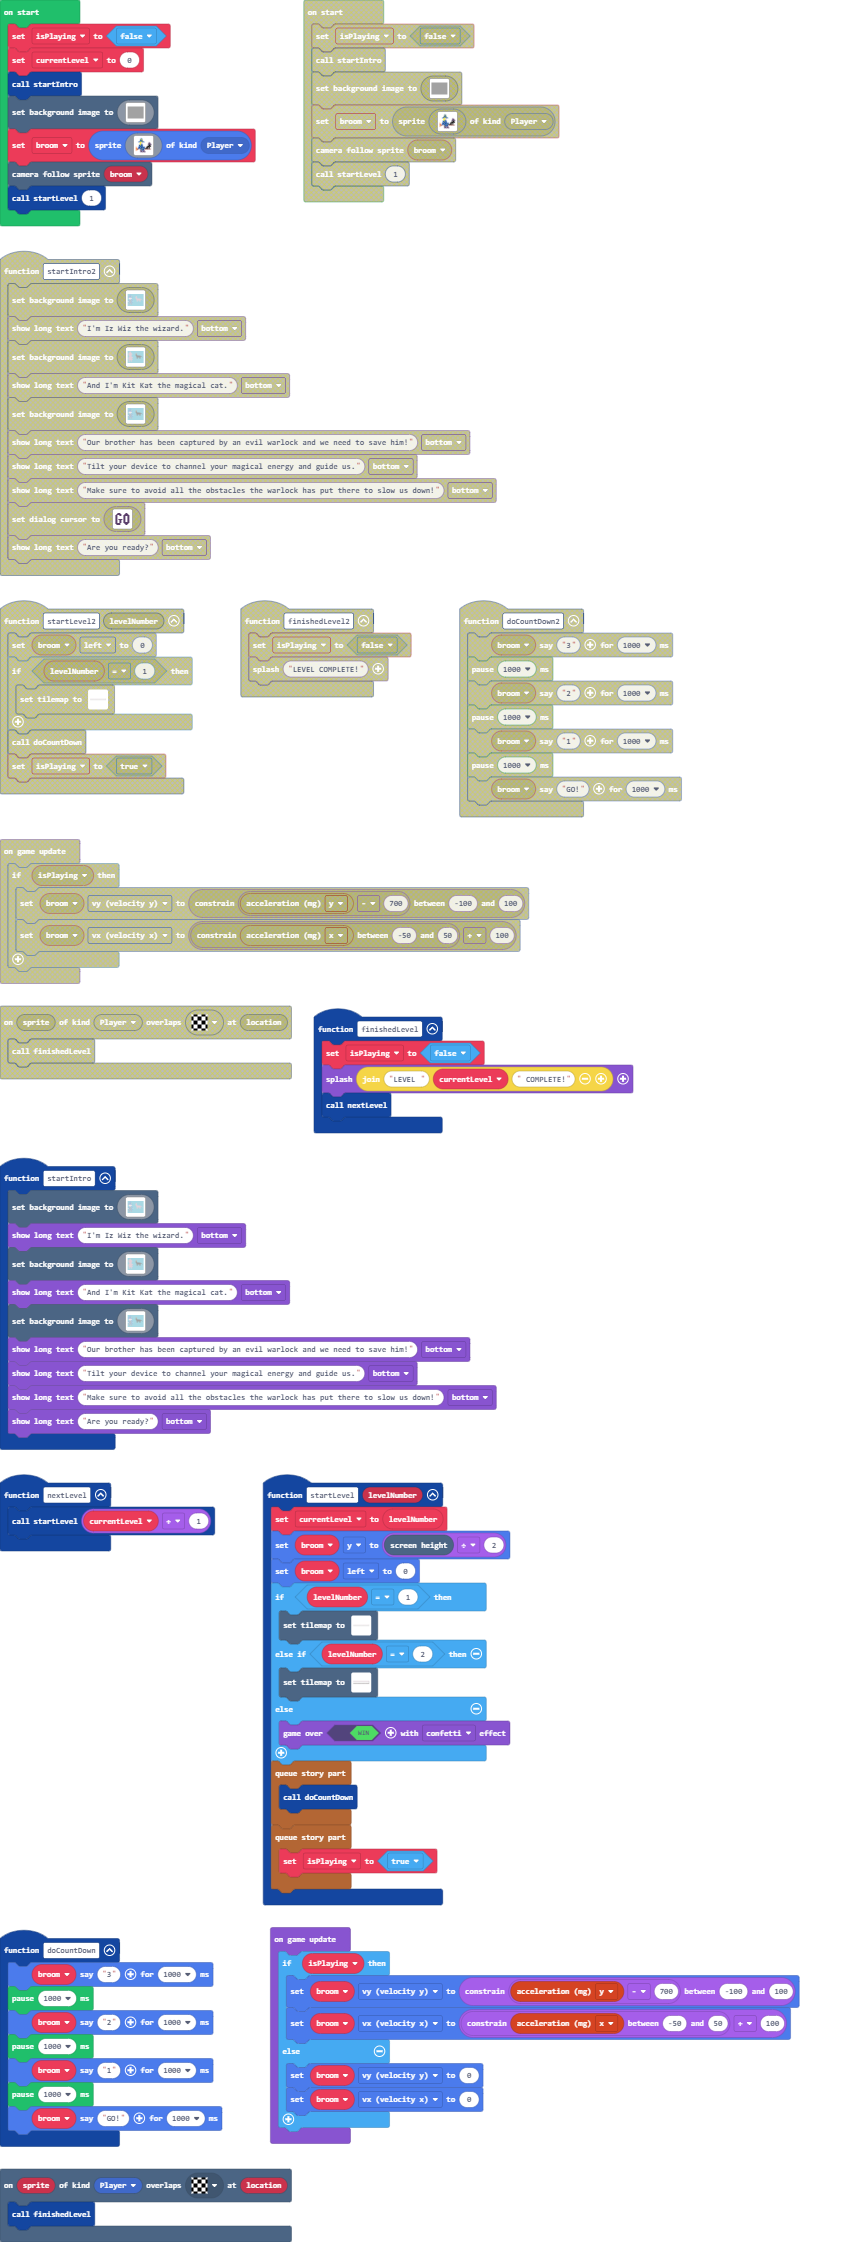 on start
set isPlaying to false
set currentLevel to 0
call startIntro
set background image to
set broom to sprite of kind Player
camera follow sprite broom
call startLevel 1
on start
set isPlaying to false
call startIntro
set background image to
set broom to sprite of kind Player
camera follow sprite broom
call startLevel 1
function startIntro2
set background image to
show long text "I'm Iz Wiz the wizard." bottom
set background image to
show long text "And I'm Kit Kat the magical cat." bottom
set background image to
show long text "Our brother has been captured by an evil warlock and we need to save him!" bottom
show long text "Tilt your device to channel your magical energy and guide us." bottom
show long text "Make sure to avoid all the obstacles the warlock has put there to slow us down!" bottom
set dialog cursor to GO
show long text "Are you ready?" bottom
function startLevel2 levelNumber
set broom left to 0
if levelNumber = 1 then
set tilemap to
call doCountDown
set isPlaying to true
function finishedLevel2
set isPlaying to false
splash "LEVEL COMPLETE!"
function doCountDown2
broom say "3" for 1000 ms
pause 1000 ms
broom say "2" for 1000 ms
pause 1000 ms
broom say "1" for 1000 ms
pause 1000 ms
broom say "GO!" for 1000 ms
on game update
if isPlaying then
set broom vy (velocity y) to constrain acceleration (mg) y - 700 between -100 and 100
set broom vx (velocity x) to constrain acceleration (mg) x between -50 and 50 + 100
on sprite of kind Player overlaps at location
call finishedLevel
function finishedLevel
set isPlaying to false
splash join "LEVEL " currentLevel " COMPLETE!"
call nextLevel
function startIntro
set background image to
show long text "I'm Iz Wiz the wizard." bottom
set background image to
show long text "And I'm Kit Kat the magical cat." bottom
set background image to
show long text "Our brother has been captured by an evil warlock and we need to save him!" bottom
show long text "Tilt your device to channel your magical energy and guide us." bottom
show long text "Make sure to avoid all the obstacles the warlock has put there to slow us down!" bottom
show long text "Are you ready?" bottom
function nextLevel
call startLevel currentLevel + 1
function startLevel levelNumber
set currentLevel to levelNumber
set broom y to screen height ÷ 2
set broom left to 0
if levelNumber = 1 then
set tilemap to
else if levelNumber = 2 then
set tilemap to
else
game over WIN with confetti effect
queue story part
call doCountDown
queue story part
set isPlaying to true
function doCountDown
broom say "3" for 1000 ms
pause 1000 ms
broom say "2" for 1000 ms
pause 1000 ms
broom say "1" for 1000 ms
pause 1000 ms
broom say "GO!" for 1000 ms
on game update
if isPlaying then
set broom vy (velocity y) to constrain acceleration (mg) y - 700 between -100 and 100
set broom vx (velocity x) to constrain acceleration (mg) x between -50 and 50 + 100
else
set broom vy (velocity y) to 0
set broom vx (velocity x) to 0
on sprite of kind Player overlaps at location
call finishedLevel